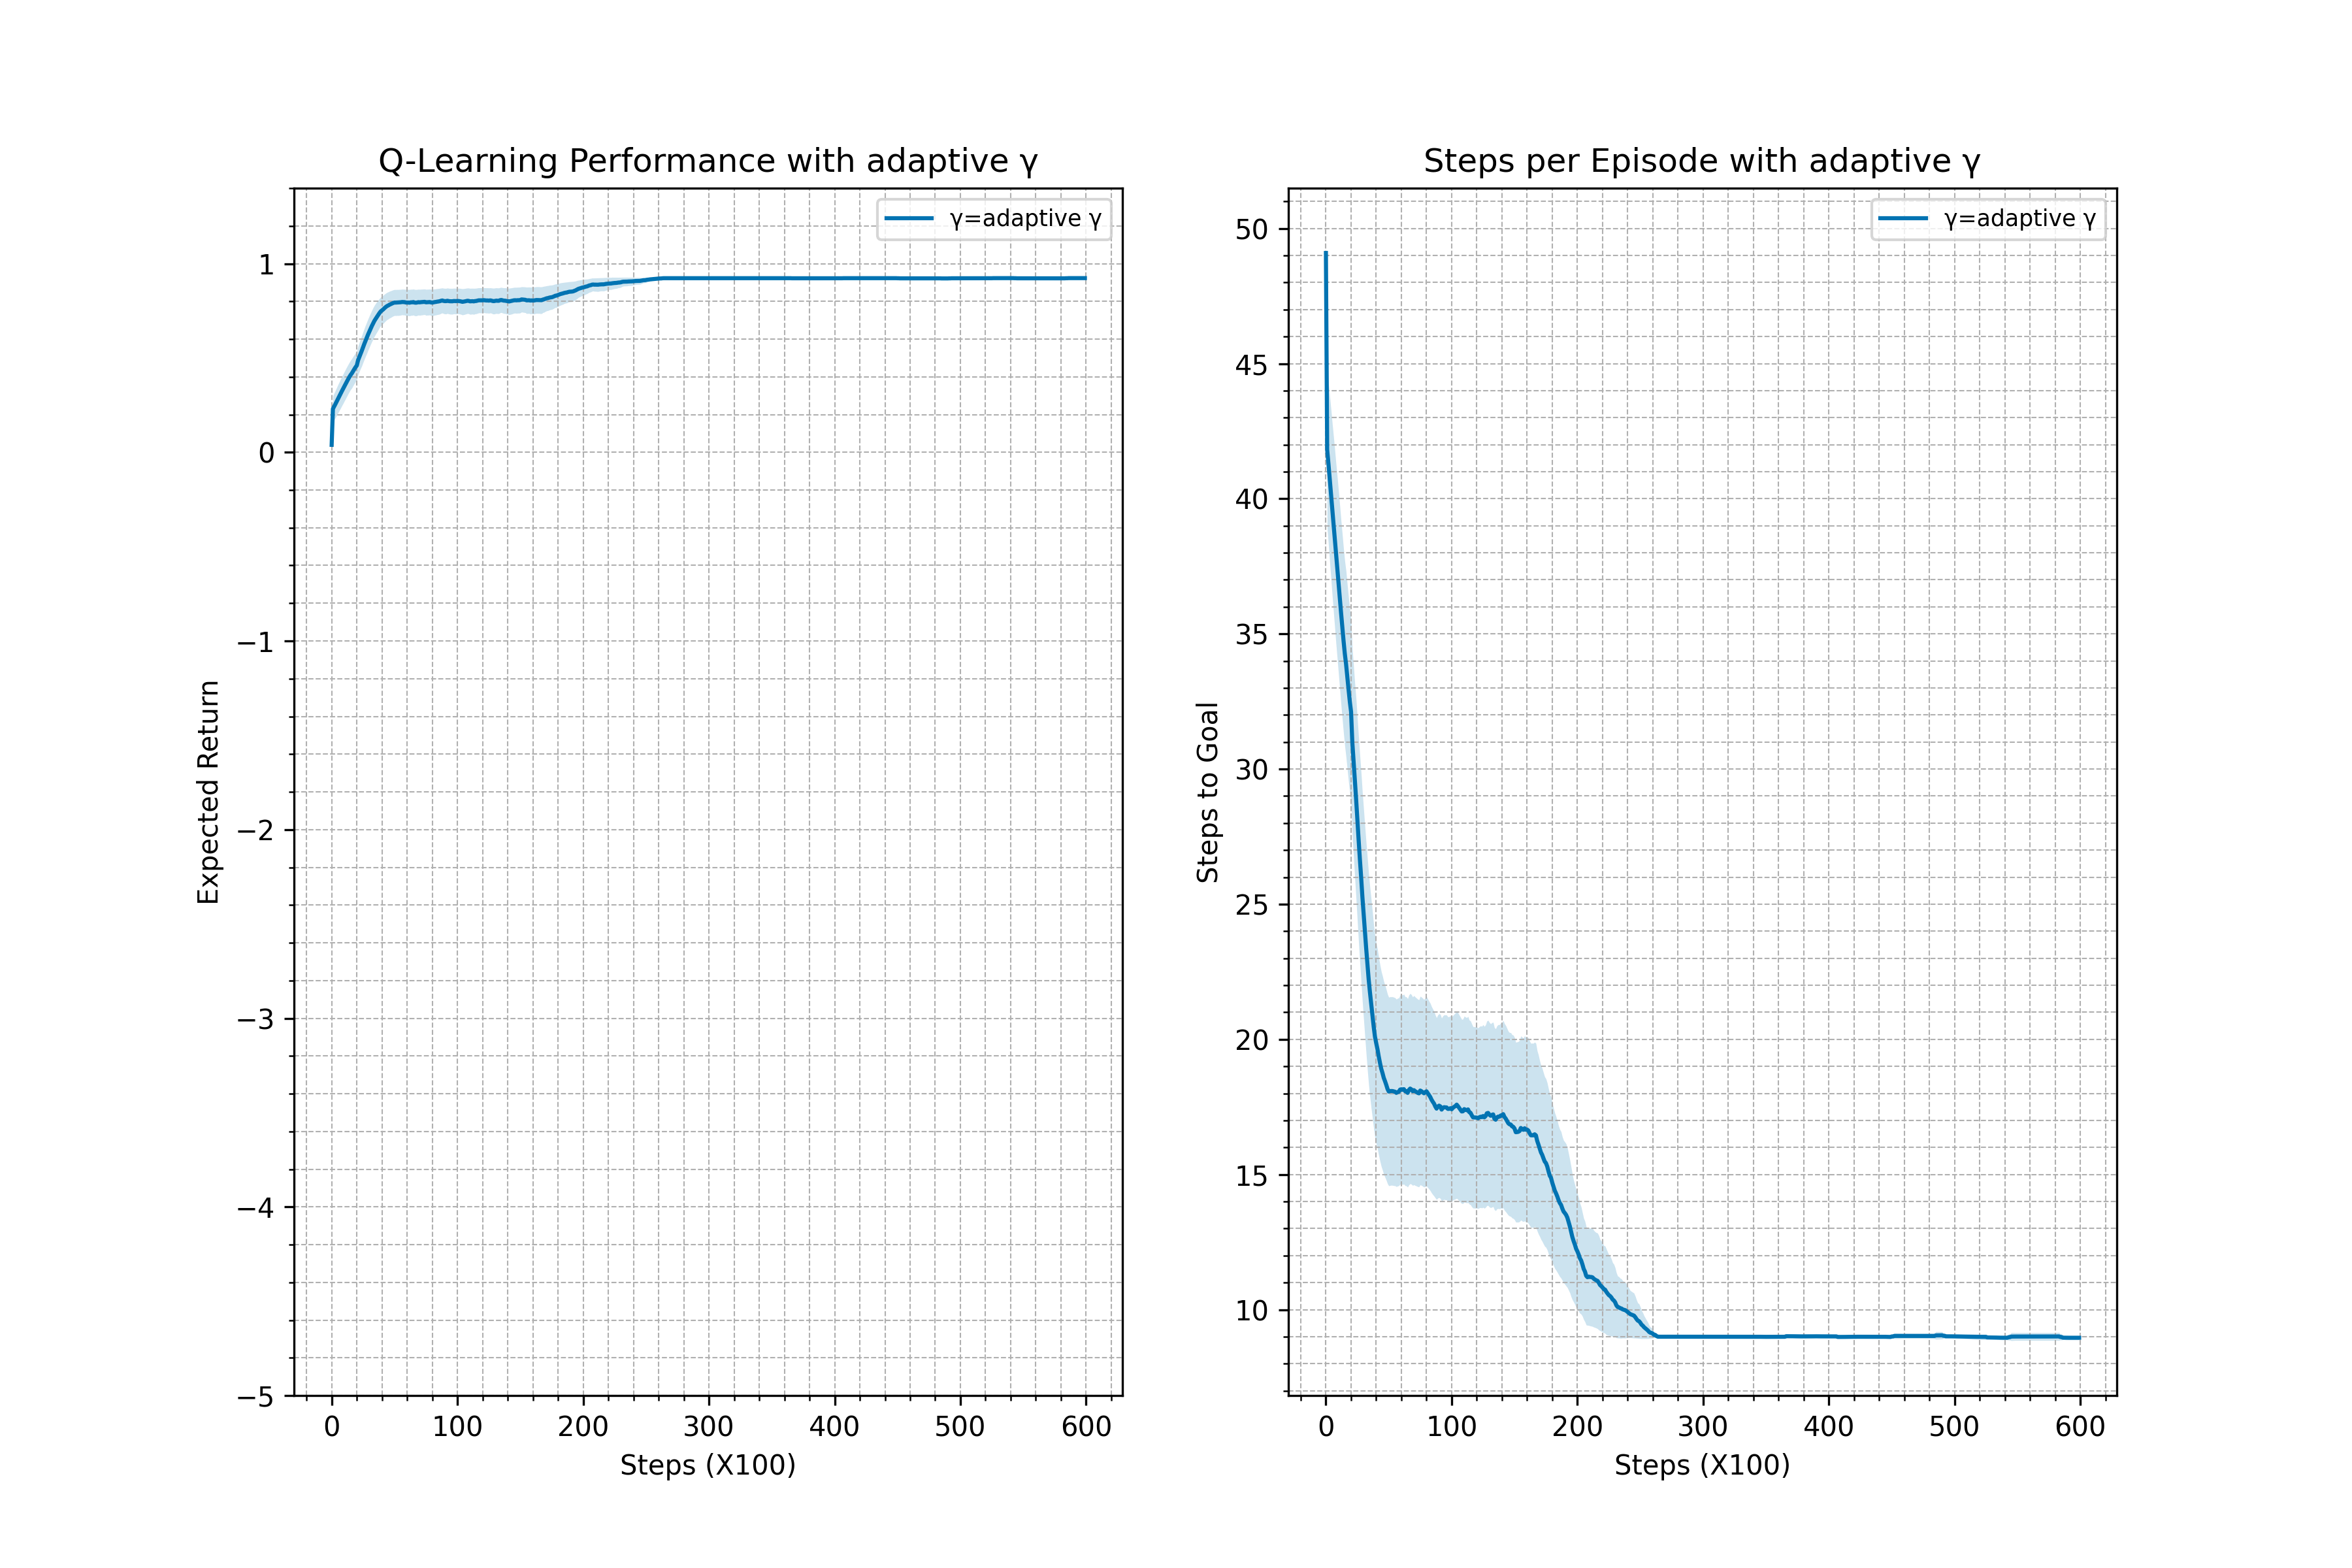 Q-Learning Performance with adaptive γ
γ=adaptive γ
1
0
−1
−2
−3
−4
−5
Expected Return
0 100 200 300 400 500 600
Steps (X100)
Steps per Episode with adaptive γ
γ=adaptive γ
50
45
40
35
30
25
20
15
10
Steps to Goal
0 100 200 300 400 500 600
Steps (X100)